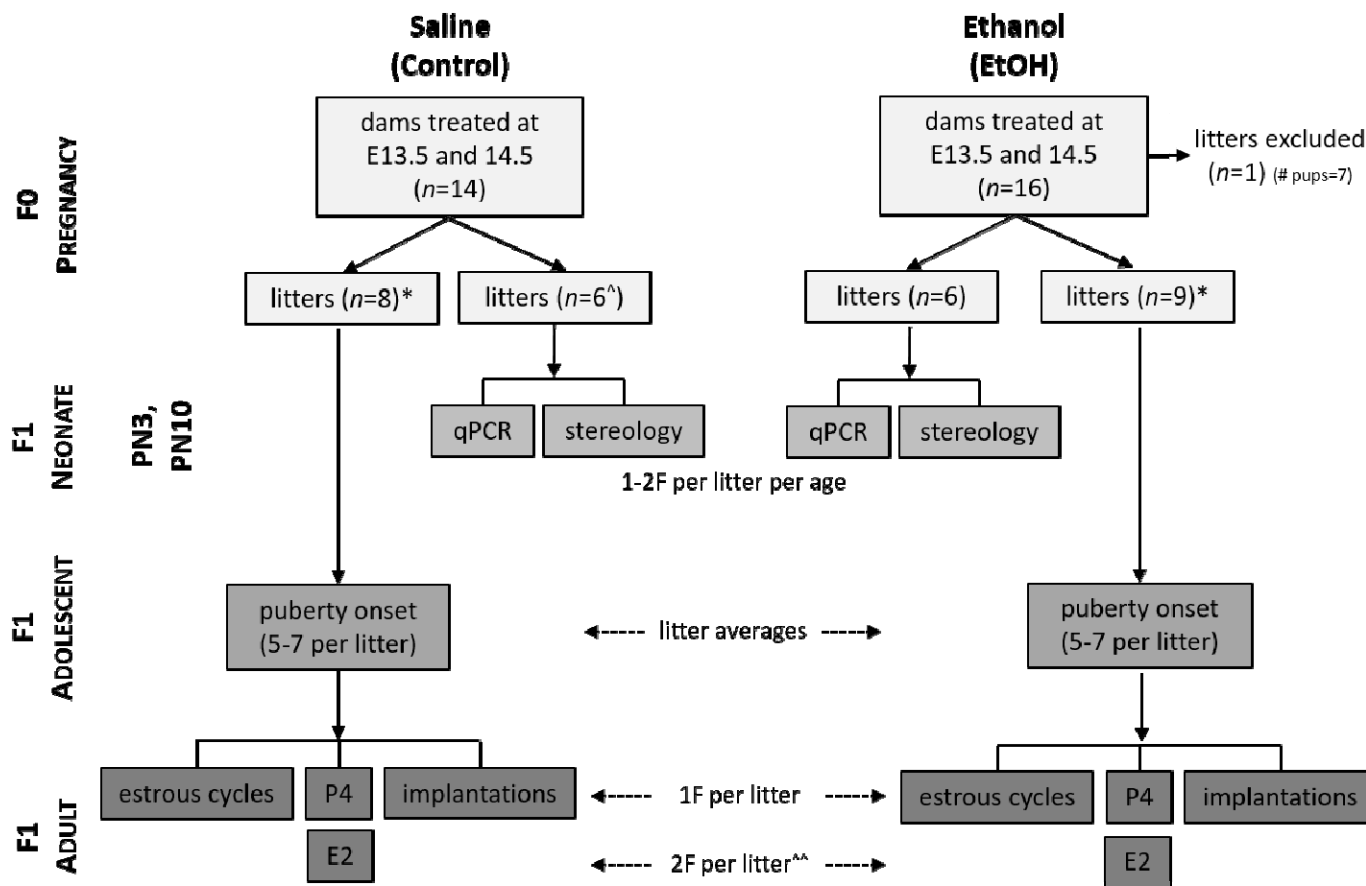 Saline
(Control)
Ethanol
(EtOH)
F0
PREGNANCY
dams treated at
E13.5 and 14.5
(n=14)
dams treated at
E13.5 and 14.5
(n=16)
litters excluded
(n=1) (# pups=7)
litters (n=8)*
litters (n=6^)
litters (n=6)
litters (n=9)*
F1
NEONATE
PN3,
PN10
qPCR
stereology
qPCR
stereology
1-2F per litter per age
F1
ADOLESCENT
puberty onset
(5-7 per litter)
litter averages
puberty onset
(5-7 per litter)
F1
ADULT
estrous cycles
P4
implantations
1F per litter
estrous cycles
P4
implantations
E2
2F per litter^^
E2